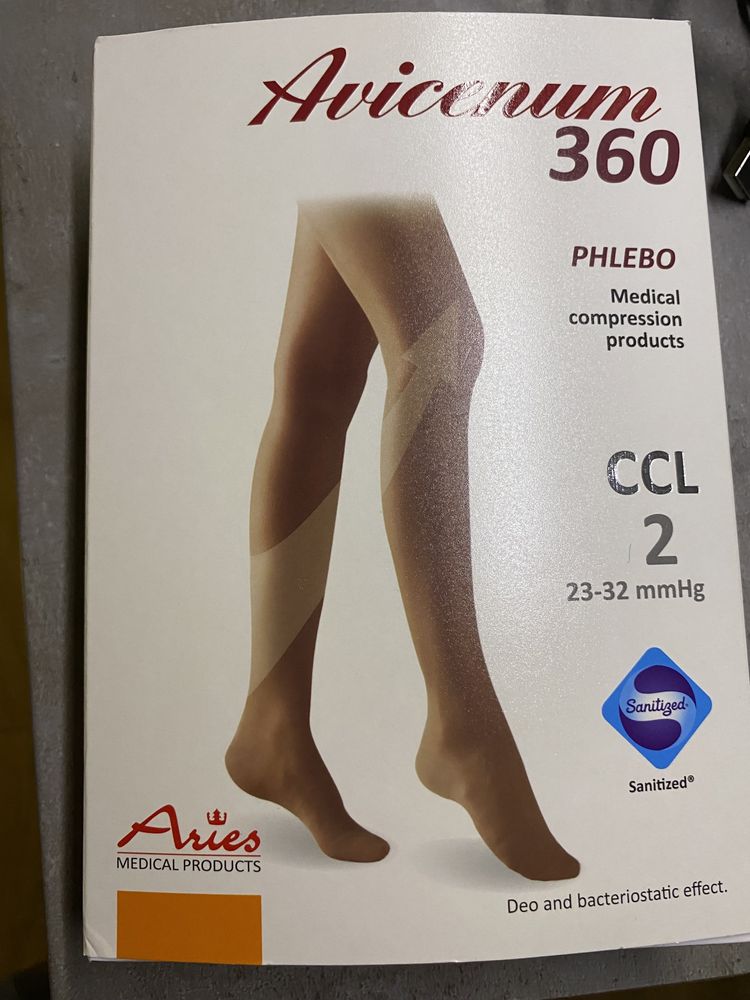 Avicenum
360
PHLEBO
Medical
compression
products
CCL
2
23-32 mmHg
Sanitized®
Sanitized®
Aries
MEDICAL PRODUCTS
Deo and bacteriostatic effect.